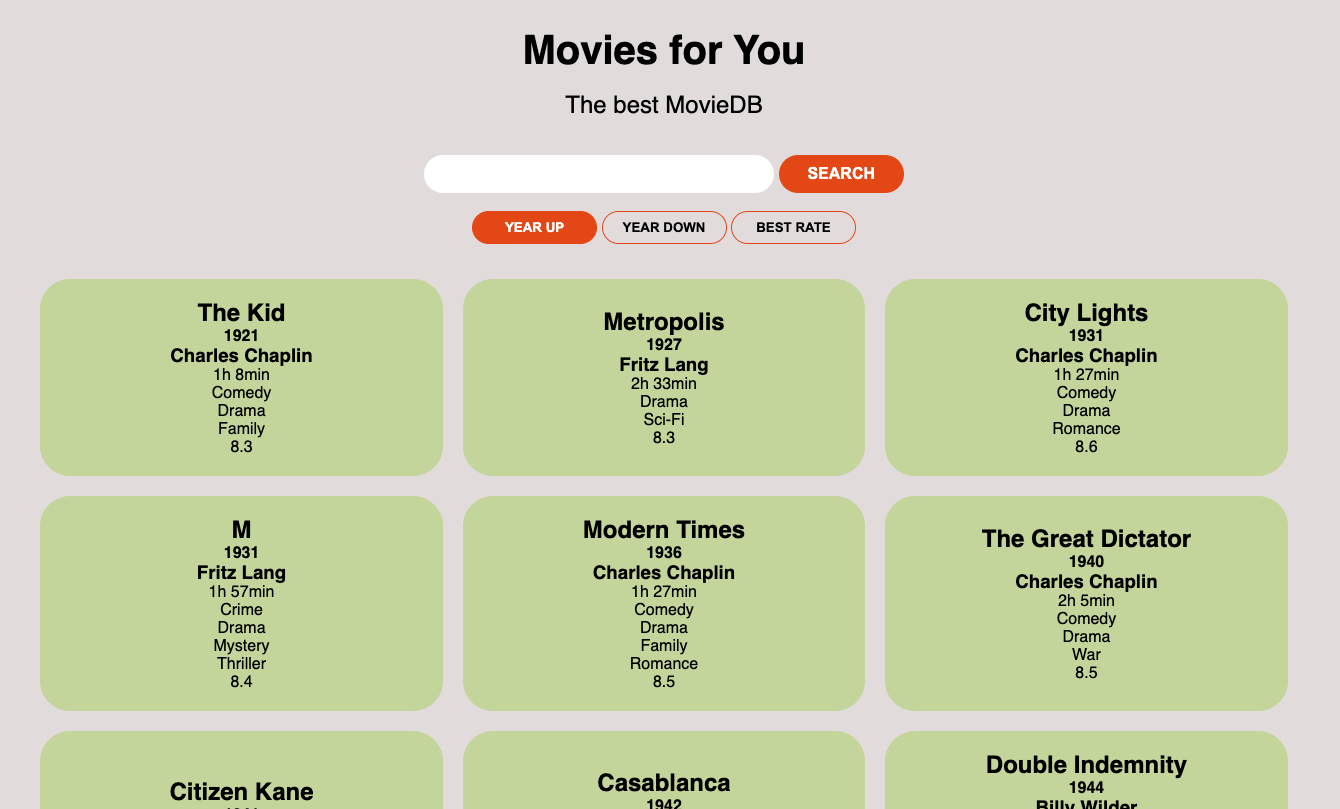 Movies for You
The best MovieDB
SEARCH
YEAR UP
YEAR DOWN
BEST RATE
The Kid
1921
Charles Chaplin
1h 8min
Comedy
Drama
Family
8.3
Metropolis
1927
Fritz Lang
2h 33min
Drama
Sci-Fi
8.3
City Lights
1931
Charles Chaplin
1h 27min
Comedy
Drama
Romance
8.6
M
1931
Fritz Lang
1h 57min
Crime
Drama
Mystery
Thriller
8.4
Modern Times
1936
Charles Chaplin
1h 27min
Comedy
Drama
Family
Romance
8.5
The Great Dictator
1940
Charles Chaplin
2h 5min
Comedy
Drama
War
8.5
Citizen Kane
Casablanca
1942
Double Indemnity
1944
Billy Wilder